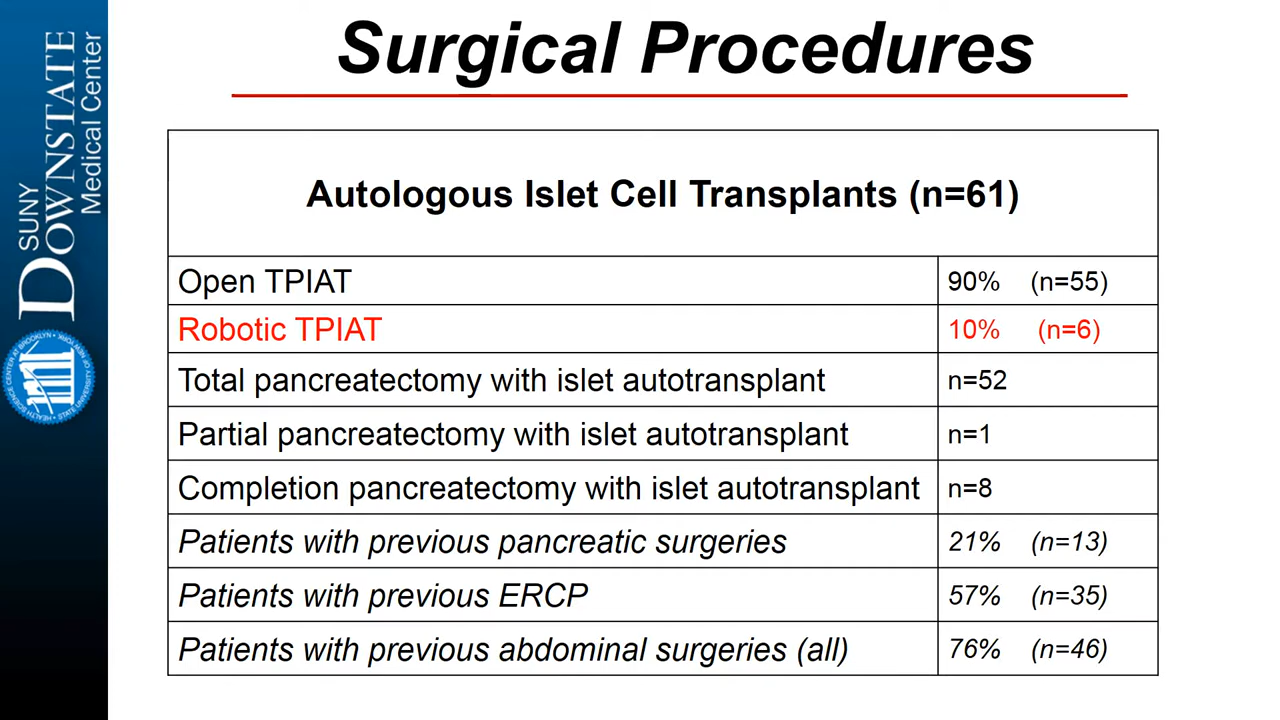 SUNY
DOWNSTATE
Medical Center
Surgical Procedures
Autologous Islet Cell Transplants (n=61)
Open TPIAT 90% (n=55)
Robotic TPIAT 10% (n=6)
Total pancreatectomy with islet autotransplant n=52
Partial pancreatectomy with islet autotransplant n=1
Completion pancreatectomy with islet autotransplant n=8
Patients with previous pancreatic surgeries 21% (n=13)
Patients with previous ERCP 57% (n=35)
Patients with previous abdominal surgeries (all) 76% (n=46)